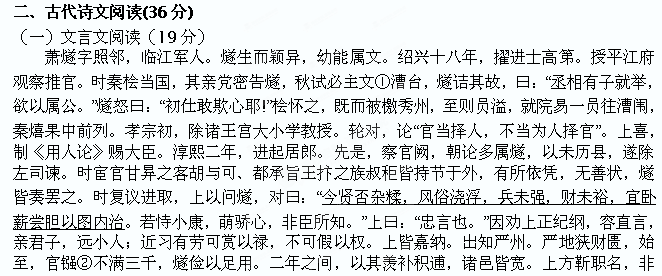 二、古代诗文阅读(36 分)
（一）文言文阅读（19 分）
萧燧字照邻，临江军人。燧生而颖异，幼能属文。绍兴十八年，擢进士高第。授平江府
观察推官。时秦桧当国，其亲党密告燧，秋试必主文①漕台，燧诘其故，曰：“丞相有子就举，
欲以属公。”燧怒曰：“初仕敢欺心耶!”桧怀之，既而被檄秀州，至则员溢，就院易一员往漕闱，
秦熺果中前列。孝宗初，除诸王宫大小学教授。轮对，论“官当择人，不当为人择官”。上喜，
制《用人论》赐大臣。淳熙二年，进起居郎。先是，察官阙，朝论多属燧，以未历县，遂除
左司谏。时宦官甘昇之客胡与可、都承旨王抃之族叔秬皆持节于外，有所依凭，无善状，燧
皆奏罢之。时复议进取，上以问燧，对曰：“今贤否杂糅，风俗浇浮，兵未强，财未裕，宜卧
薪尝胆以图内治。若恃小康，萌骄心，非臣所知。”上曰：“忠言也。”因劝上正纪纲，容直言，
亲君子，远小人；近习有劳可赏以禄，不可假以权。上皆嘉纳。出知严州。严地狭财匮，始
至，官镪②不满三千，燧俭以足用。二年之间，以其羡补积逋，诸邑皆宽。上方靳职名，非